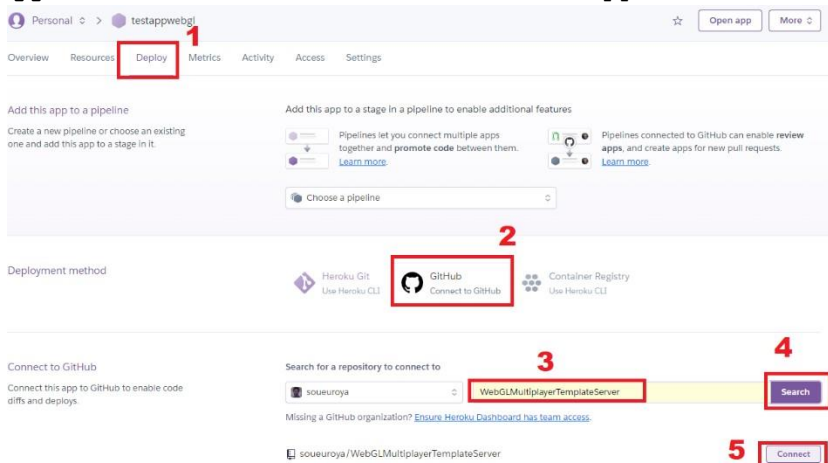 Personal > testappwebgl Open app More
1
Overview Resources Deploy Metrics Activity Access Settings
Add this app to a pipeline
Create a new pipeline or choose an existing
one and add this app to a stage in it.
Add this app to a stage in a pipeline to enable additional features
Pipelines let you connect multiple apps
together and promote code between them.
Learn more.
Pipelines connected to GitHub can enable review
apps, and create apps for new pull requests.
Learn more.
Choose a pipeline
2
Deployment method
Heroku Git
Use Heroku CLI
GitHub
Connect to GitHub
Container Registry
Use Heroku CLI
Connect to GitHub
Connect this app to GitHub to enable code
diffs and deploys.
Search for a repository to connect to
3
4
soueuroya WebGLMultiplayerTemplateServer Search
Missing a GitHub organization? Ensure Heroku Dashboard has team access.
soueuroya/WebGLMultiplayerTemplateServer 5 Connect